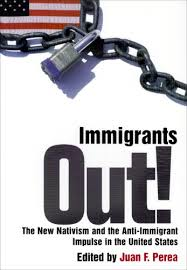 Immigrants
Out!
The New Nativism and the Anti-Immigrant
Impulse in the United States
Edited by Juan F. Perea